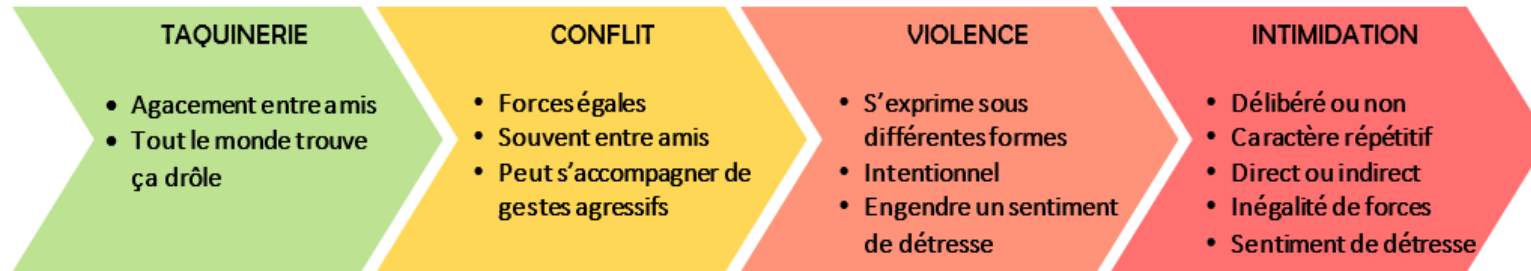 TAQUINERIE
• Agacement entre amis
• Tout le monde trouve
ça drôle
CONFLIT
• Forces égales
• Souvent entre amis
• Peut s'accompagner de
gestes agressifs
VIOLENCE
• S'exprime sous
différentes formes
• Intentionnel
• Engendre un sentiment
de détresse
INTIMIDATION
• Délibéré ou non
• Caractère répétitif
• Direct ou indirect
• Inégalité de forces
• Sentiment de détresse